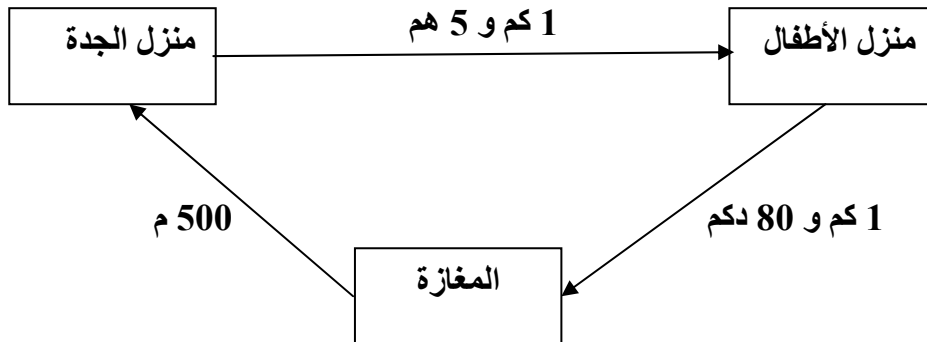 1 كم و 5 هم
منزل الأطفال
منزل الجدة
1 كم و 80 دكم
500 م
المغازة